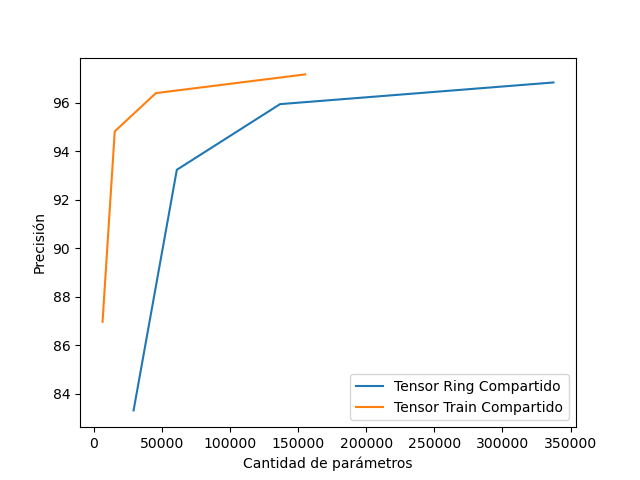 96
94
92
90
88
86
84
Precisión
0 50000 100000 150000 200000 250000 300000 350000
Cantidad de parámetros
Tensor Ring Compartido
Tensor Train Compartido